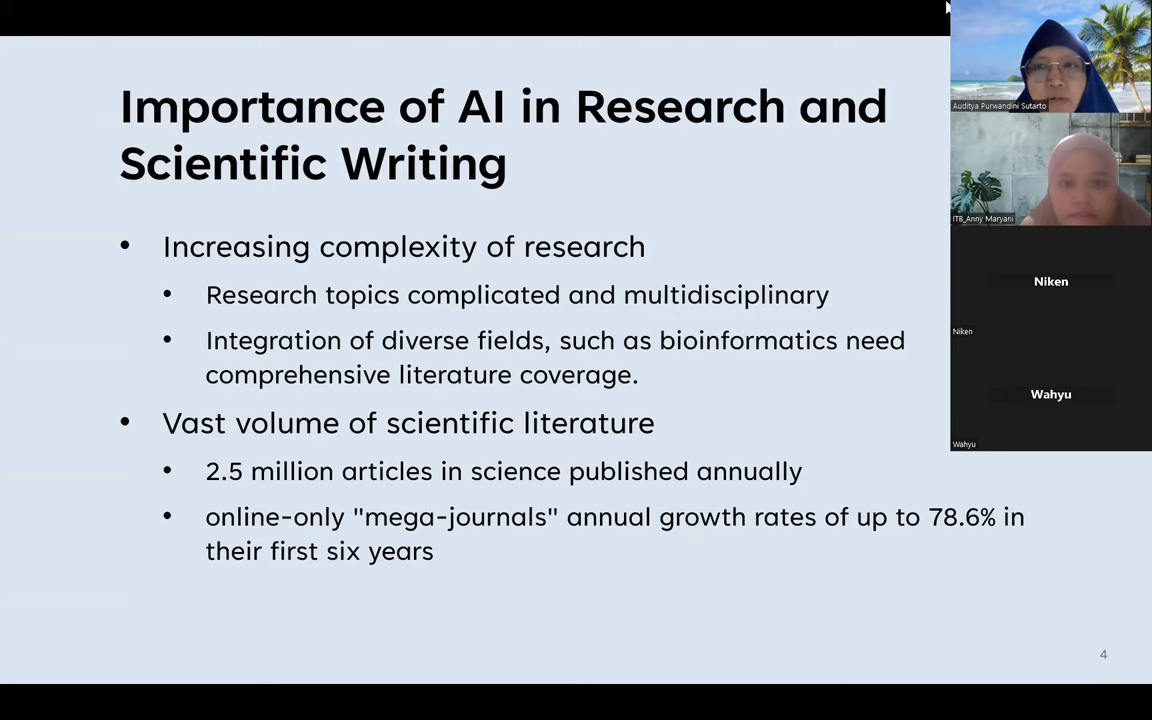 Importance of AI in Research and
Scientific Writing
• Increasing complexity of research
• Research topics complicated and multidisciplinary
• Integration of diverse fields, such as bioinformatics need
comprehensive literature coverage.
• Vast volume of scientific literature
• 2.5 million articles in science published annually
• online-only "mega-journals" annual growth rates of up to 78.6% in
their first six years
4
Auditya Purwandini Sutarto
ITB_Anny Maryani
Niken
Niken
Wahyu
Wahyu